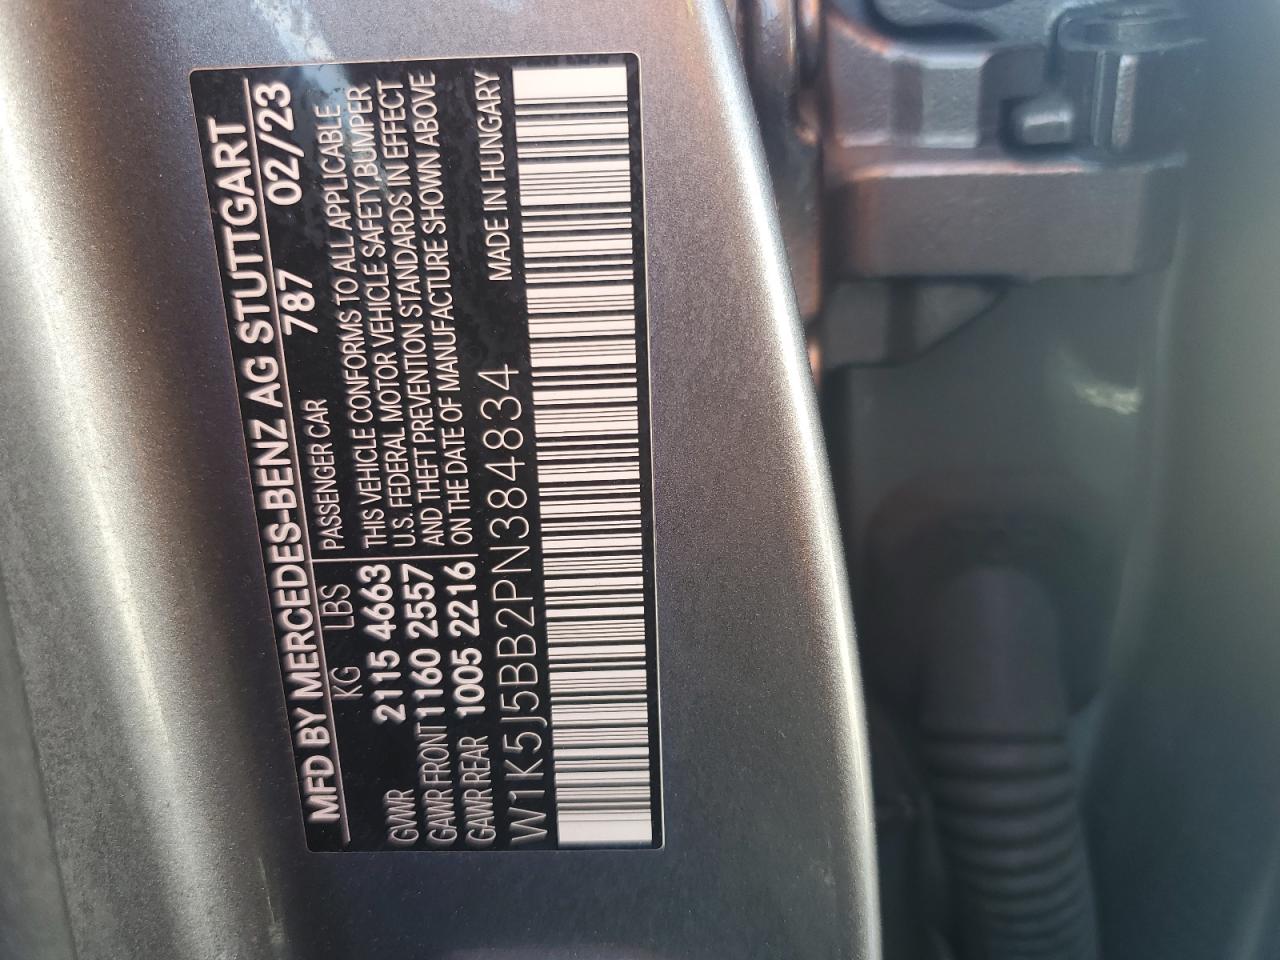 MFD BY MERCEDES-BENZ AG STUTTGART
KG LBS 787 02/23
PASSENGER CAR
GVWR 2115 4663
GAWR FRONT 1160 2557
GAWR REAR 1005 2216
THIS VEHICLE CONFORMS TO ALL APPLICABLE
U.S. FEDERAL MOTOR VEHICLE SAFETY,BUMPER
AND THEFT PREVENTION STANDARDS IN EFFECT
ON THE DATE OF MANUFACTURE SHOWN ABOVE
W1K5J5BB2PN384834 MADE IN HUNGARY